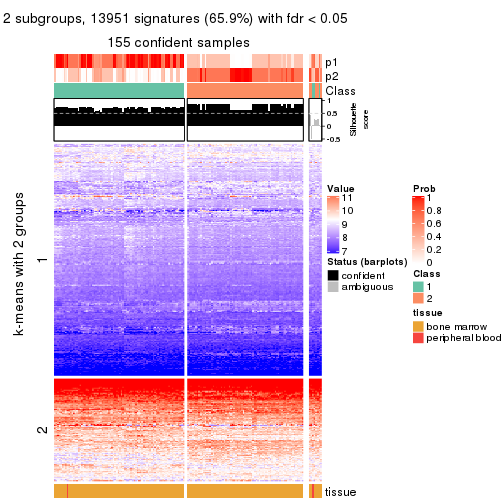 2 subgroups, 13951 signatures (65.9%) with fdr < 0.05
155 confident samples
p1
p2
Class
1
0.5
0
-0.5
Silhouette
score
k-means with 2 groups
1
2
Value
11
10
9
8
7
Status (barplots)
confident
ambiguous
Prob
1
0.8
0.6
0.4
0.2
0
Class
1
2
tissue
bone marrow
peripheral blood
tissue